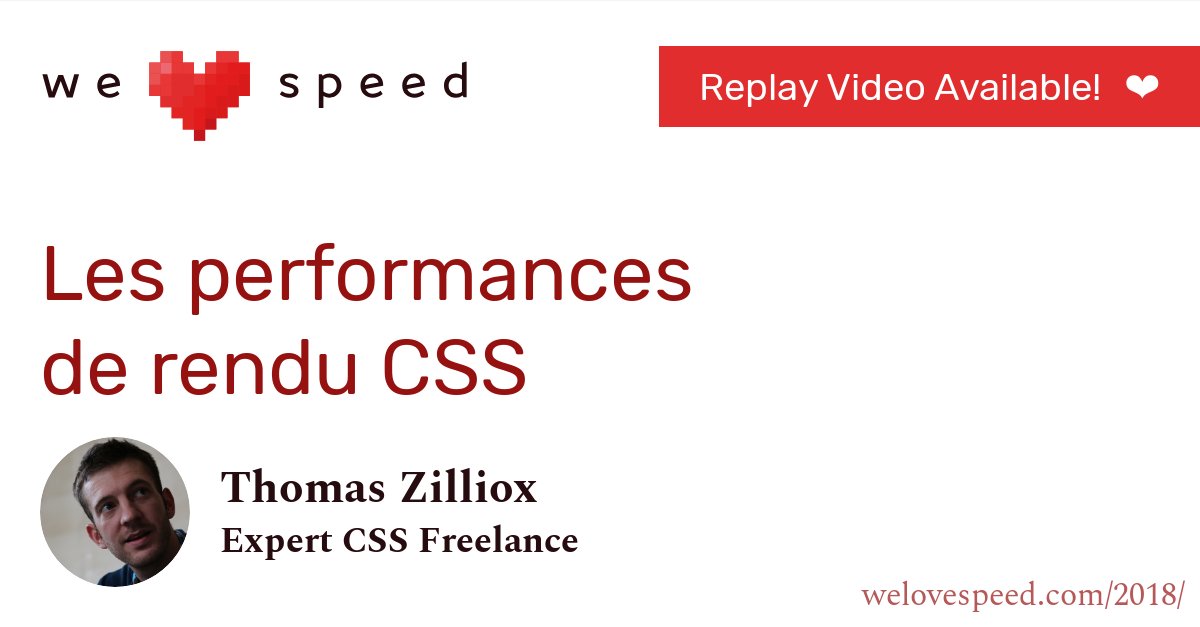 we ❤ speed
Replay Video Available! ❤
Les performances
de rendu CSS
Thomas Zilliox
Expert CSS Freelance
welovespeed.com/2018/